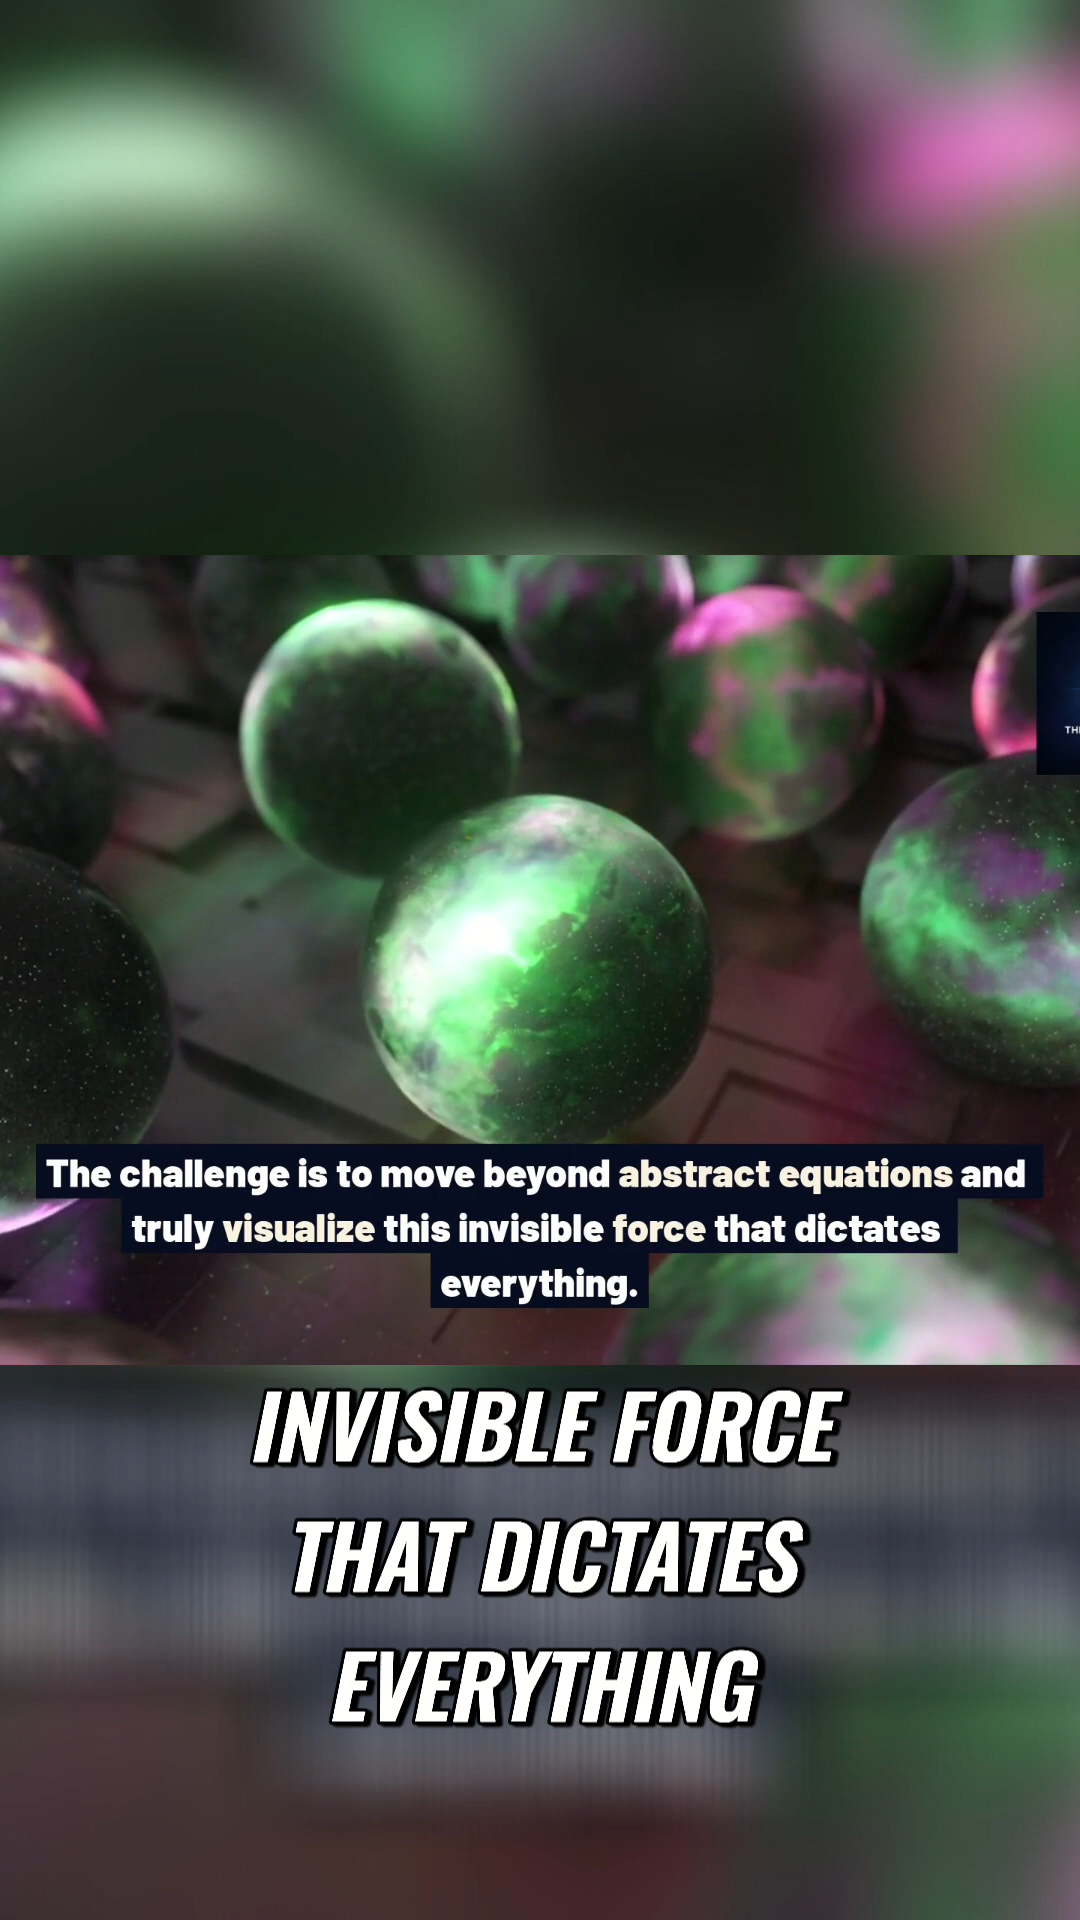 The challenge is to move beyond abstract equations and
truly visualize this invisible force that dictates
everything.
INVISIBLE FORCE
THAT DICTATES
EVERYTHING